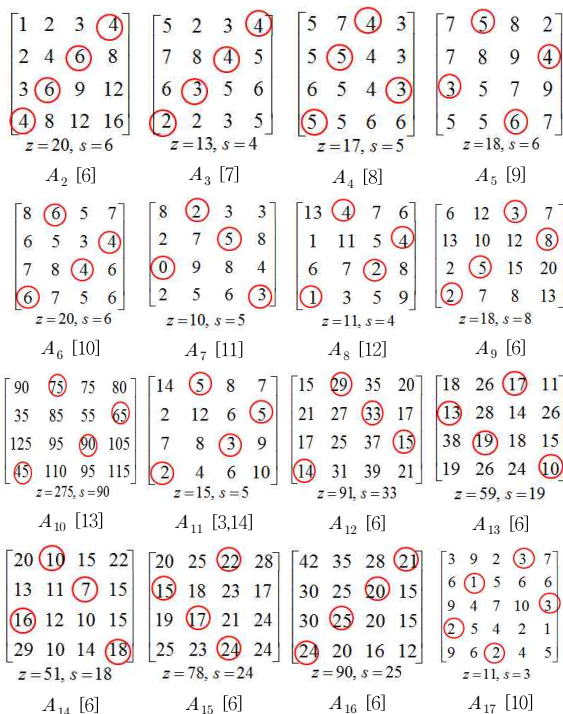 1 2 3 4
2 4 6 8
3 6 9 12
4 8 12 16
z=20, s=6
A₂ [6]
5 2 3 4
7 8 4 5
6 3 5 6
2 2 3 5
z=13, s=4
A₃ [7]
5 7 4 3
5 5 4 3
6 5 4 3
5 5 6 6
z=17, s=5
A₄ [8]
7 5 8 2
7 8 9 4
3 5 7 9
5 5 6 7
z=18, s=6
A₅ [9]
8 6 5 7
6 5 3 4
7 8 4 6
6 7 5 6
z=20, s=6
A₆ [10]
8 2 3 3
2 7 5 8
0 9 8 4
2 5 6 3
z=10, s=5
A₇ [11]
13 4 7 6
1 11 5 4
6 7 2 8
1 3 5 9
z=11, s=4
A₈ [12]
6 12 3 7
13 10 12 8
2 5 15 20
2 7 8 13
z=18, s=8
A₉ [6]
90 75 75 80
35 85 55 65
125 95 90 105
45 110 95 115
z=275, s=90
A₁₀ [13]
14 5 8 7
2 12 6 5
7 8 3 9
2 4 6 10
z=15, s=5
A₁₁ [3,14]
15 29 35 20
21 27 33 17
17 25 37 15
14 31 39 21
z=91, s=33
A₁₂ [6]
18 26 17 11
13 28 14 26
38 19 18 15
19 26 24 10
z=59, s=19
A₁₃ [6]
20 10 15 22
13 11 7 15
16 12 10 15
29 10 14 18
z=51, s=18
A₁₄ [6]
20 25 22 28
15 18 23 17
19 17 21 24
25 23 24 24
z=78, s=24
A₁₅ [6]
42 35 28 21
30 25 20 15
30 25 20 15
24 20 16 12
z=90, s=25
A₁₆ [6]
3 9 2 3 7
6 1 5 6 6
9 4 7 10 3
2 5 4 2 1
9 6 2 4 5
z=11, s=3
A₁₇ [10]